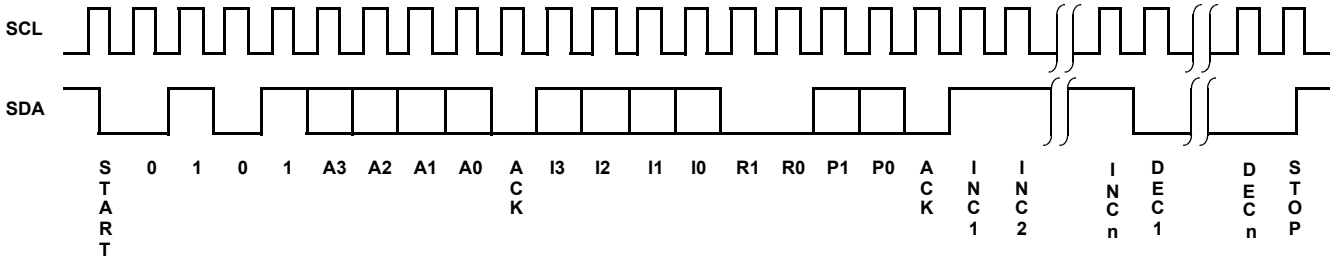 SCL
SDA
START 0 1 0 1 A3 A2 A1 A0 ACK I3 I2 I1 I0 R1 R0 P1 P0 ACK INC1 INC2 INCn DEC1 DECn STOP